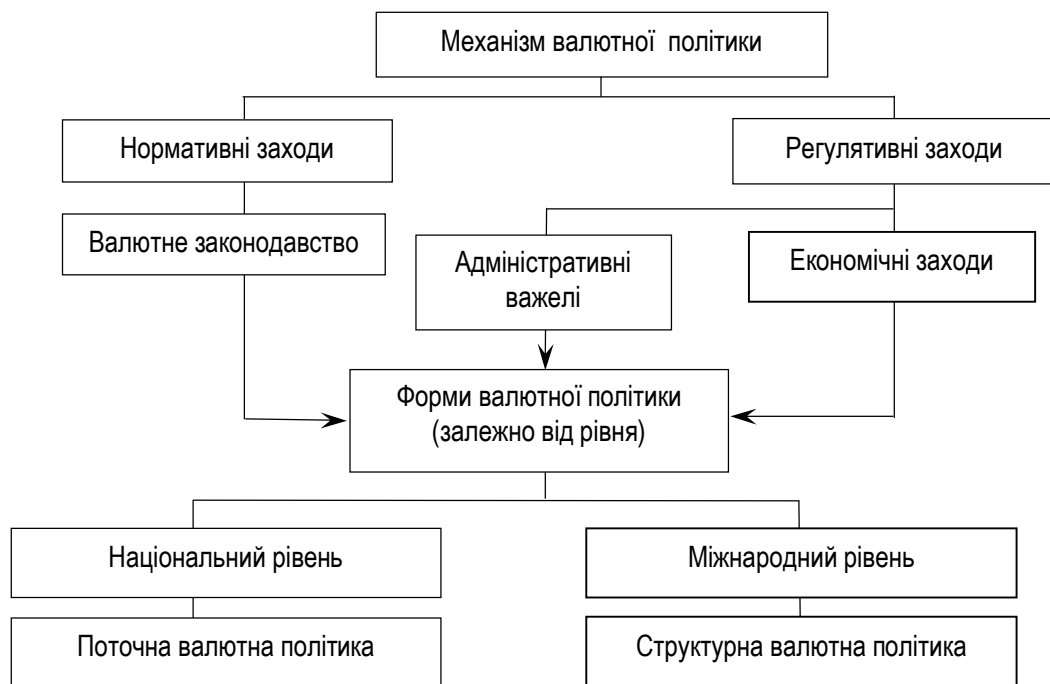 Механізм валютної політики
Нормативні заходи
Регулятивні заходи
Валютне законодавство
Адміністративні
важелі
Економічні заходи
Форми валютної політики
(залежно від рівня)
Національний рівень
Міжнародний рівень
Поточна валютна політика
Структурна валютна політика